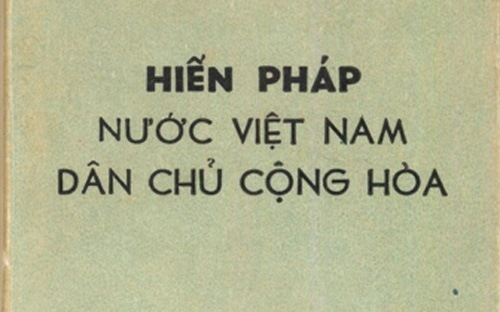 HIẾN PHÁP
NƯỚC VIỆT NAM
DÂN CHỦ CỘNG HÒA